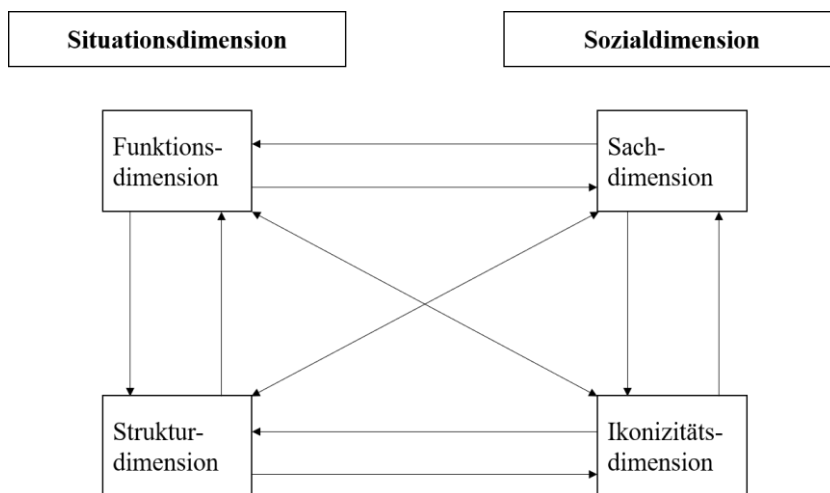 Situationsdimension
Sozialdimension
Funktions-
dimension
Sach-
dimension
Struktur-
dimension
Ikonizitäts-
dimension